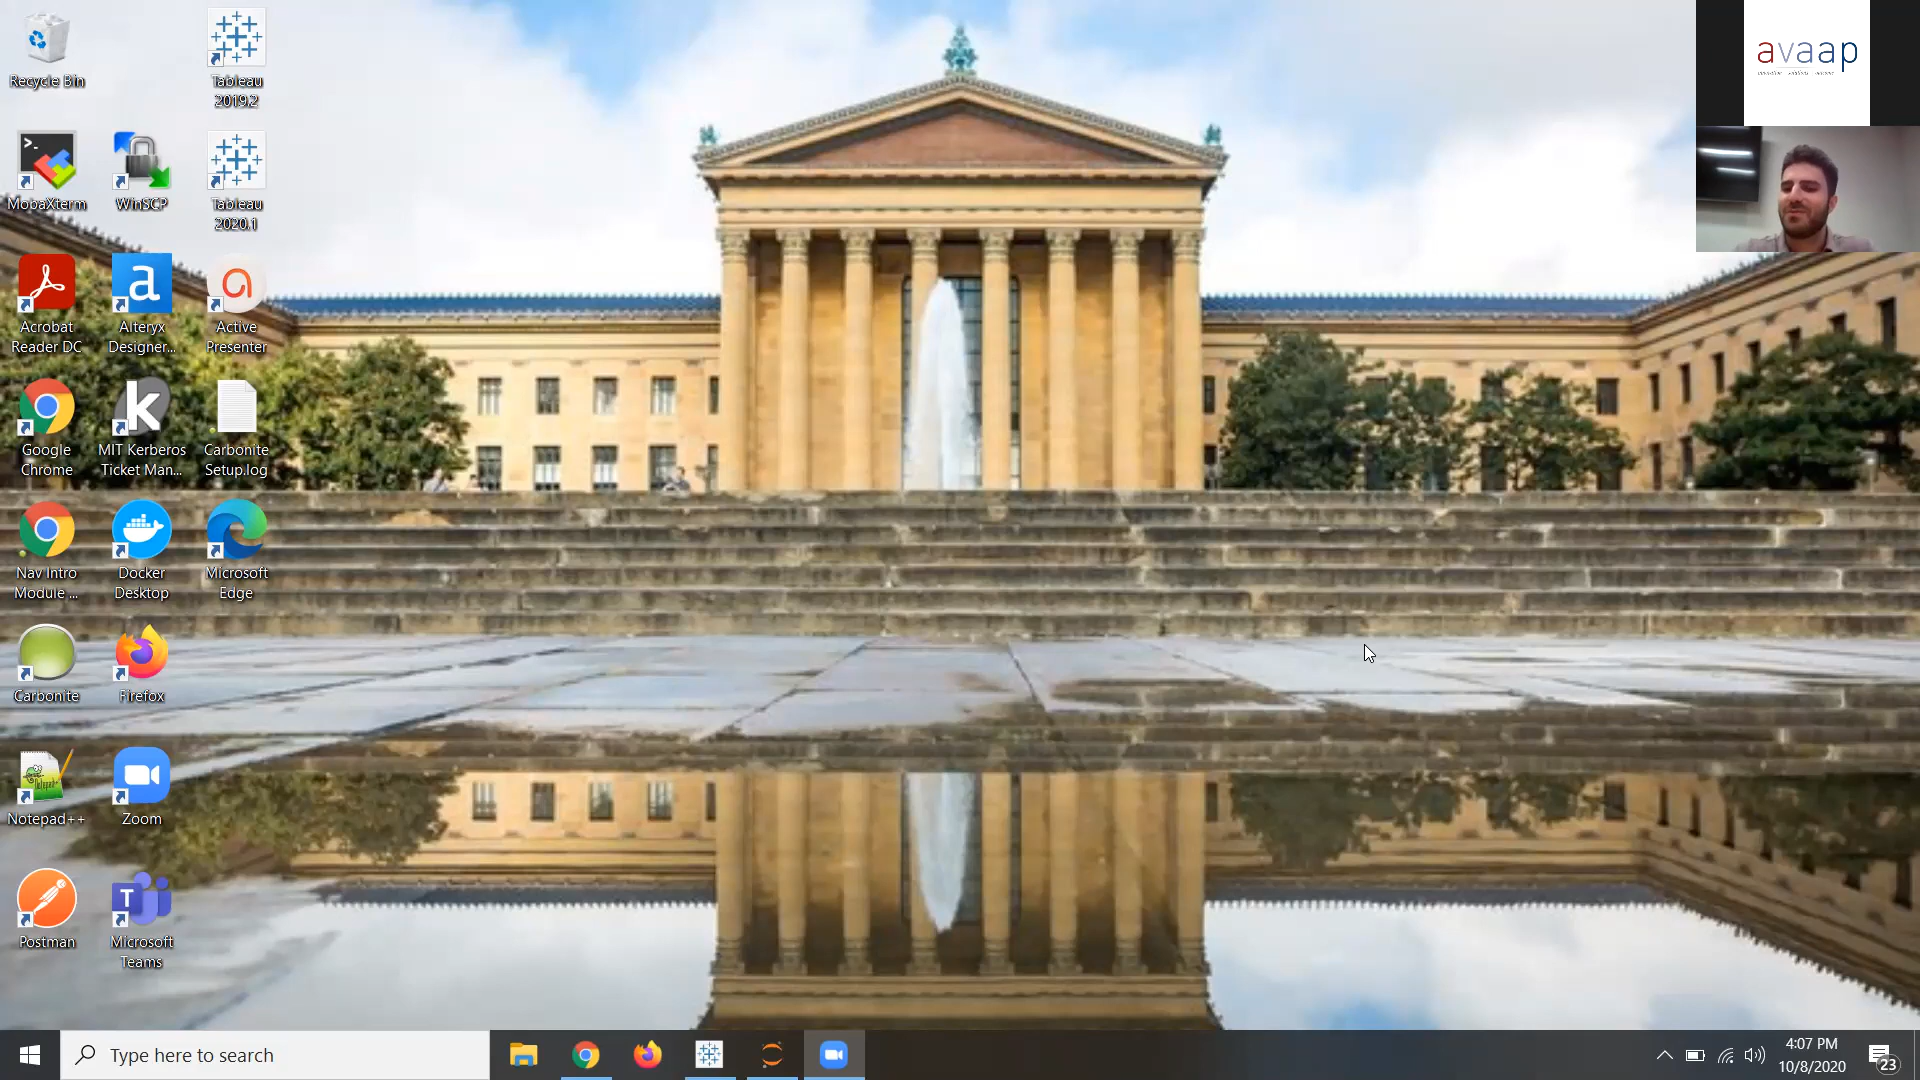 Recycle Bin
Tableau
2019.2
MobaXterm
WinSCP
Tableau
2020.1
Acrobat
Reader DC
Alteryx
Designer...
Active
Presenter
Google
Chrome
MIT Kerberos
Ticket Man...
Carbonite
Setup.log
Nav Intro
Module ...
Docker
Desktop
Microsoft
Edge
Carbonite
Firefox
Notepad++
Zoom
Postman
Microsoft
Teams
avaap
Type here to search
4:07 PM
10/8/2020
23